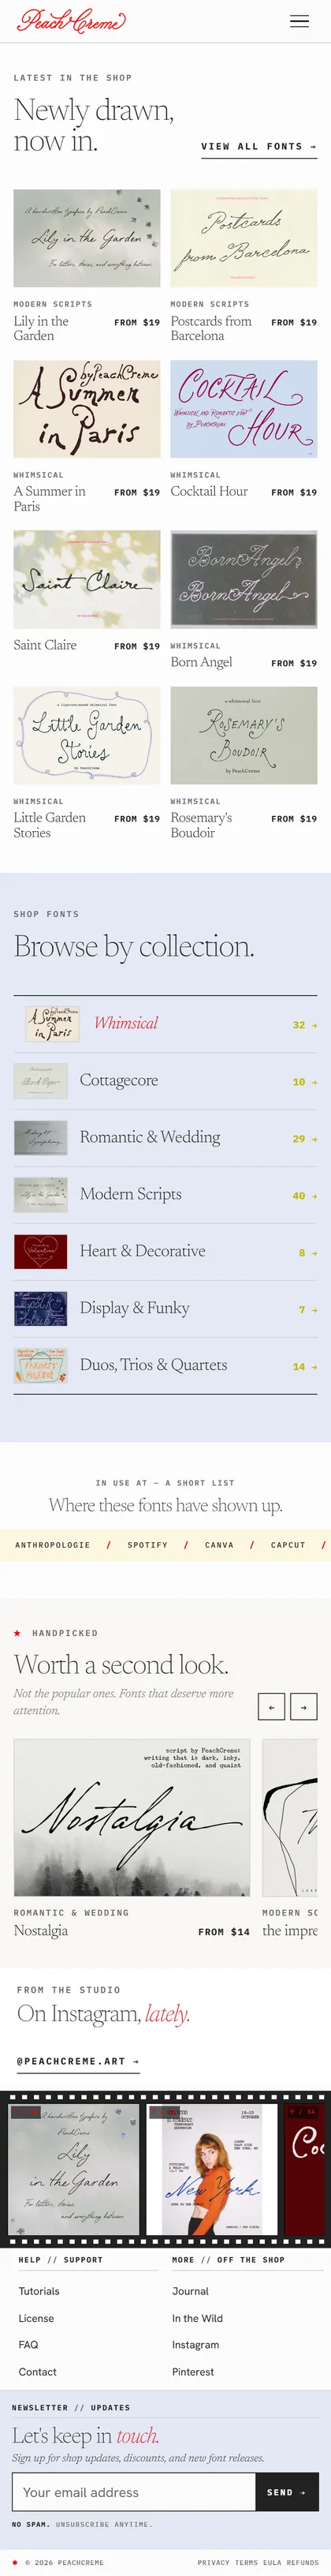 PeachCreme
LATEST IN THE SHOP
Newly drawn,
now in.
VIEW ALL FONTS →
A handwritten typeface by PeachCreme
Lily in the Garden
For letters, notes, and everything between
Postcards
from Barcelona
MODERN SCRIPTS
Lily in the
Garden
FROM $19
MODERN SCRIPTS
Postcards from
Barcelona
FROM $19
by PeachCreme
A Summer
in Paris
COCKTAIL
WHIMSICAL AND ROMANTIC FONT
BY PEACHCREME
HOUR
WHIMSICAL
A Summer in
Paris
FROM $19
WHIMSICAL
Cocktail Hour
FROM $19
Saint Claire
Born Angel
Born Angel
Saint Claire
FROM $19
WHIMSICAL
Born Angel
FROM $19
a ligature-based whimsical font
Little Garden
Stories
by PEACHCREME
a whimsical font
ROSEMARY'S
BOUDOIR
by PeachCreme
WHIMSICAL
Little Garden
Stories
FROM $19
WHIMSICAL
Rosemary's
Boudoir
FROM $19
SHOP FONTS
Browse by collection.
by PeachCreme
A Summer
in Paris
Whimsical
32 →
Cottagecore
10 →
Romantic & Wedding
29 →
Lily in the Garden
Modern Scripts
40 →
Heart & Decorative
8 →
Display & Funky
7 →
Duos, Trios & Quartets
14 →
IN USE AT — A SHORT LIST
Where these fonts have shown up.
ANTHROPOLOGIE / SPOTIFY / CANVA / CAPCUT /
★ HANDPICKED
Worth a second look.
Not the popular ones. Fonts that deserve more
attention.
← →
script by PeachCreme:
writing that is dark, inky,
old-fashioned, and quaint
Nostalgia
ROMANTIC & WEDDING
Nostalgia
FROM $14
MODERN SC
the impre
FROM THE STUDIO
On Instagram, lately.
@PEACHCREME.ART →
A handwritten typeface by PeachCreme
Lily
in the Garden
For letters, notes, and everything between
New York
HELP // SUPPORT
Tutorials
License
FAQ
Contact
MORE // OFF THE SHOP
Journal
In the Wild
Instagram
Pinterest
NEWSLETTER // UPDATES
Let's keep in touch.
Sign up for shop updates, discounts, and new font releases.
Your email address
SEND →
NO SPAM. UNSUBSCRIBE ANYTIME.
© 2026 PEACHCREME
PRIVACY TERMS EULA REFUNDS